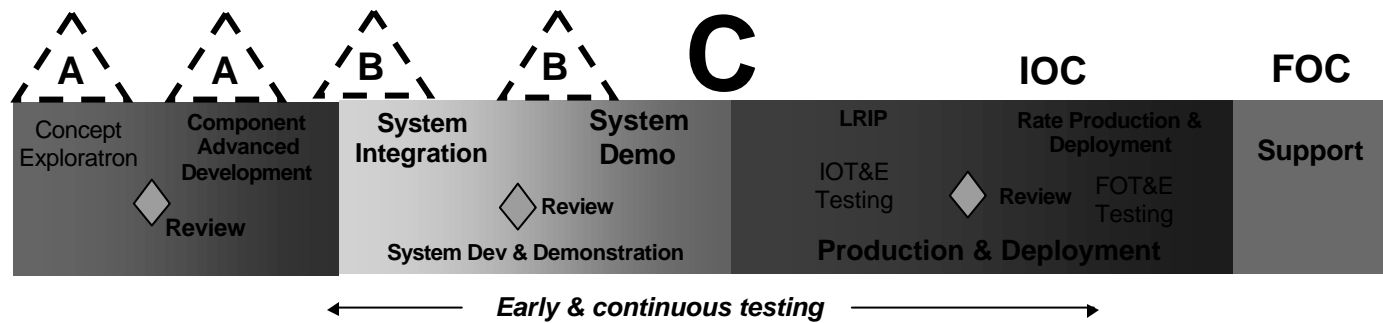 A
A
B
B
C
IOC
FOC
Concept
Exploratron
Component
Advanced
Development
Review
System
Integration
System
Demo
Review
System Dev & Demonstration
LRIP
IOT&E
Testing
Review
Rate Production &
Deployment
FOT&E
Testing
Production & Deployment
Support
Early & continuous testing